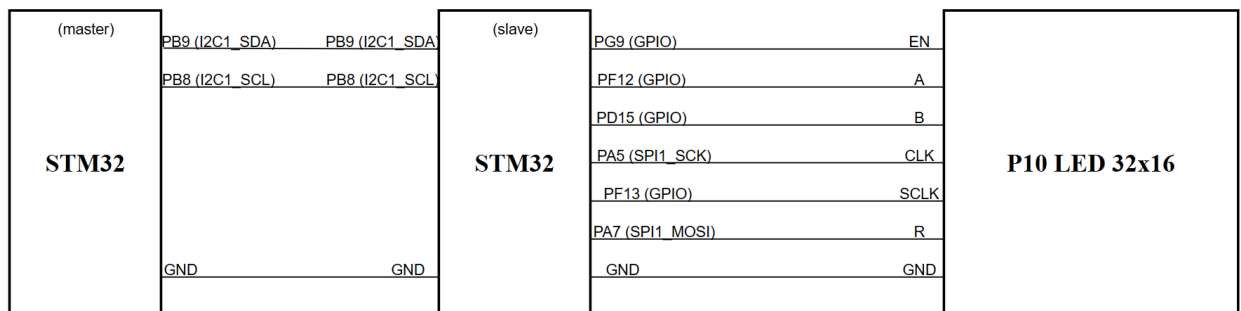 (master)
(slave)
PB9 (I2C1_SDA) PB9 (I2C1_SDA) PG9 (GPIO) EN
PB8 (I2C1_SCL) PB8 (I2C1_SCL) PF12 (GPIO) A
PD15 (GPIO) B
STM32 STM32 PA5 (SPI1_SCK) CLK P10 LED 32x16
PF13 (GPIO) SCLK
PA7 (SPI1_MOSI) R
GND GND GND GND